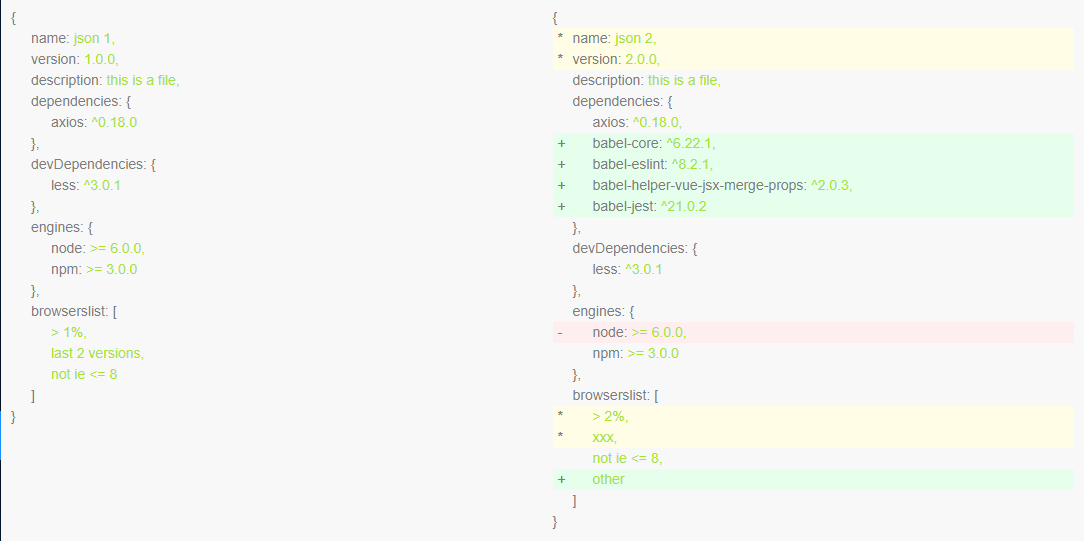 {
name: json 1,
version: 1.0.0,
description: this is a file,
dependencies: {
axios: ^0.18.0
},
devDependencies: {
less: ^3.0.1
},
engines: {
node: >= 6.0.0,
npm: >= 3.0.0
},
browserslist: [
> 1%,
last 2 versions,
not ie <= 8
]
}
{
* name: json 2,
* version: 2.0.0,
description: this is a file,
dependencies: {
axios: ^0.18.0,
+ babel-core: ^6.22.1,
+ babel-eslint: ^8.2.1,
+ babel-helper-vue-jsx-merge-props: ^2.0.3,
+ babel-jest: ^21.0.2
},
devDependencies: {
less: ^3.0.1
},
engines: {
- node: >= 6.0.0,
npm: >= 3.0.0
},
browserslist: [
* > 2%,
* xxx,
not ie <= 8,
+ other
]
}